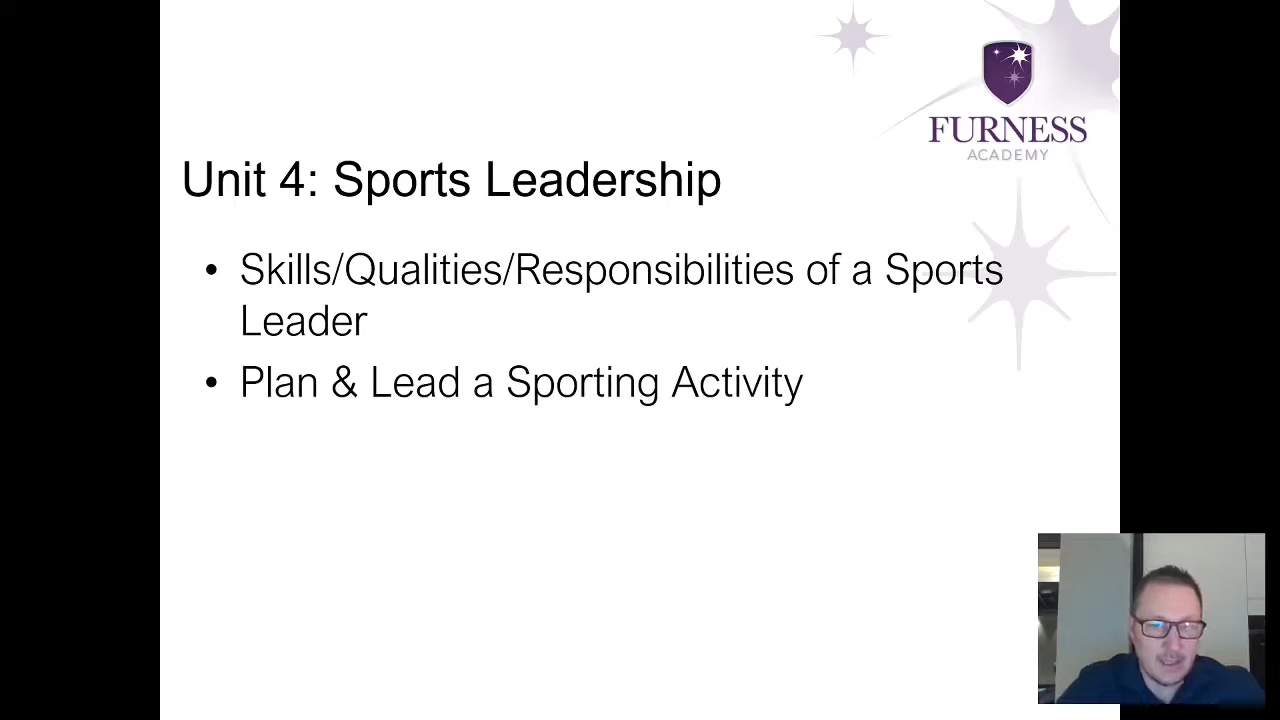 FURNESS
ACADEMY
Unit 4: Sports Leadership
• Skills/Qualities/Responsibilities of a Sports
Leader
• Plan & Lead a Sporting Activity